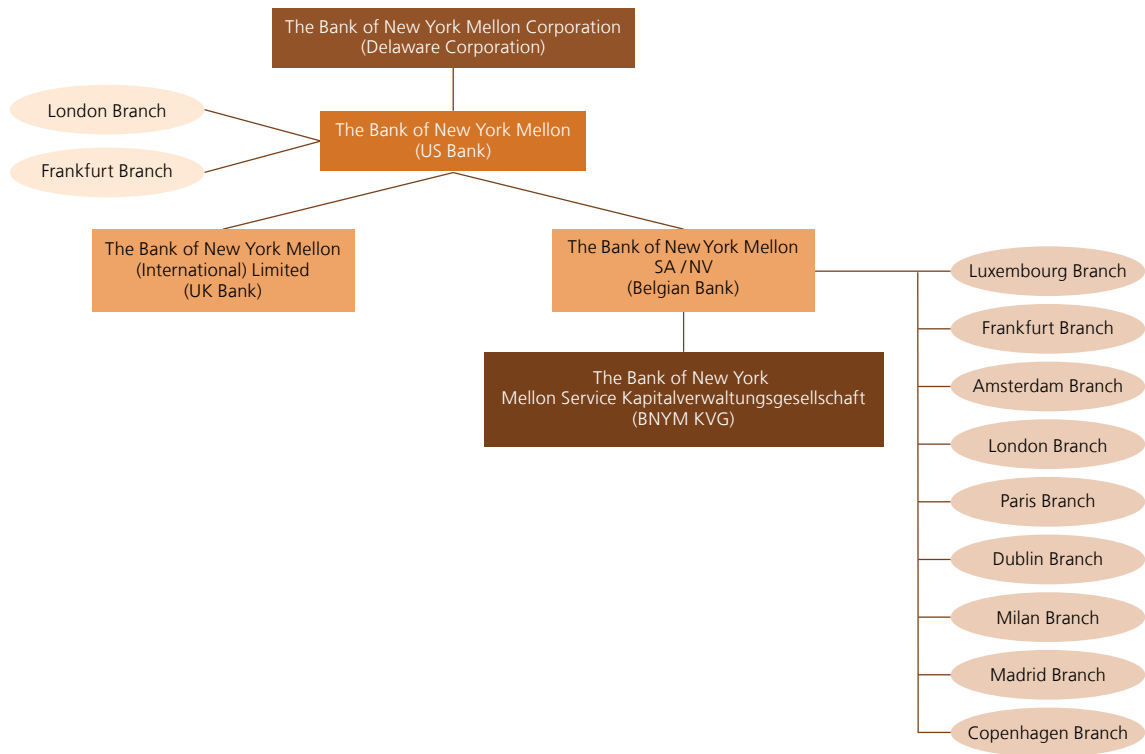 The Bank of New York Mellon Corporation
(Delaware Corporation)
London Branch
Frankfurt Branch
The Bank of New York Mellon
(US Bank)
The Bank of New York Mellon
(International) Limited
(UK Bank)
The Bank of New York Mellon
SA / NV
(Belgian Bank)
The Bank of New York
Mellon Service Kapitalverwaltungsgesellschaft
(BNYM KVG)
Luxembourg Branch
Frankfurt Branch
Amsterdam Branch
London Branch
Paris Branch
Dublin Branch
Milan Branch
Madrid Branch
Copenhagen Branch